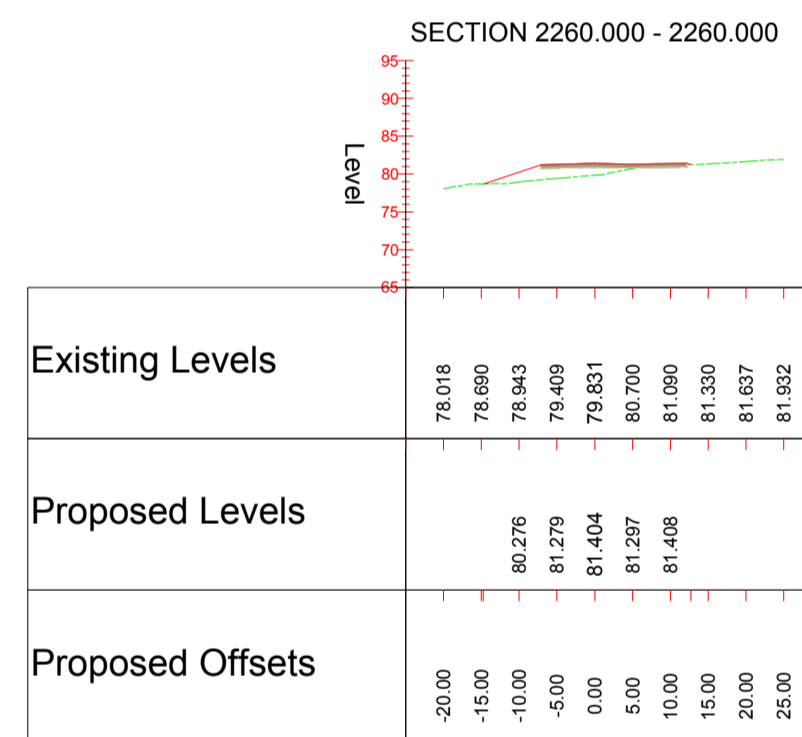 SECTION 2260.000 - 2260.000
95
90
85
80
75
70
65
Level
Existing Levels
78.018 78.690 78.943 79.409 79.831 80.700 81.090 81.330 81.637 81.932
Proposed Levels
80.276 81.279 81.404 81.297 81.408
Proposed Offsets
-20.00 -15.00 -10.00 -5.00 0.00 5.00 10.00 15.00 20.00 25.00